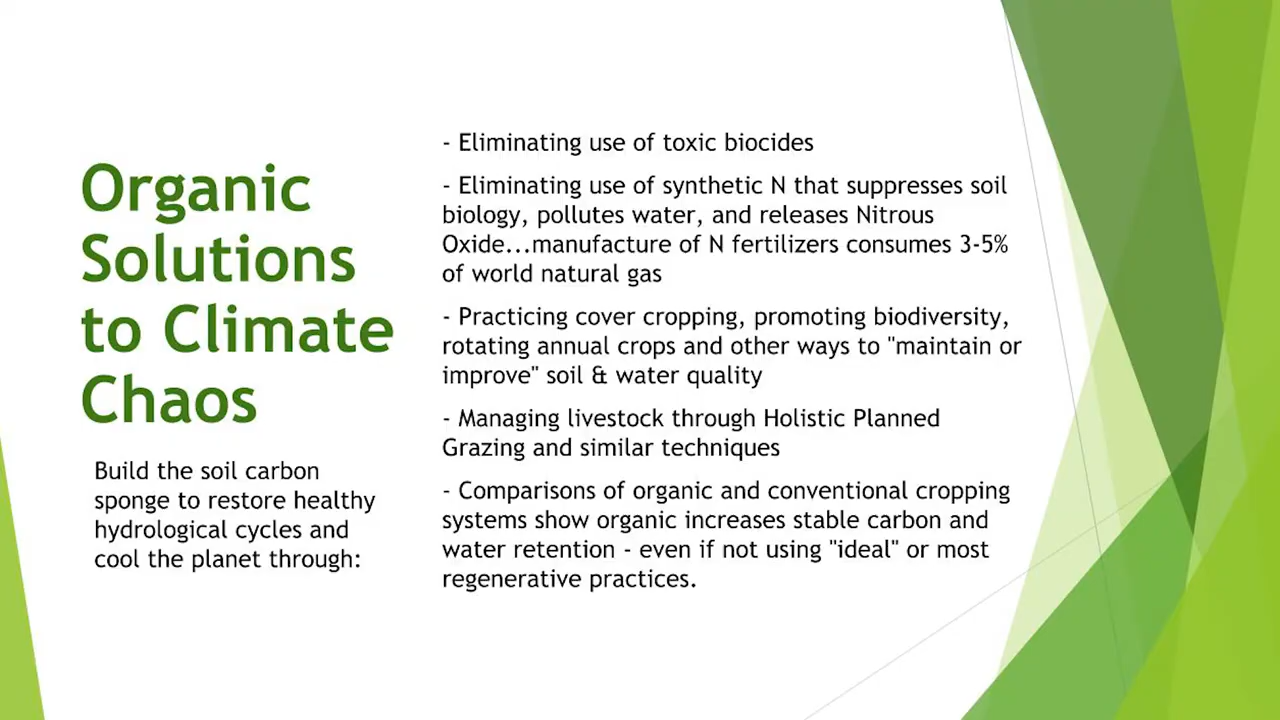 Organic
Solutions
to Climate
Chaos
Build the soil carbon
sponge to restore healthy
hydrological cycles and
cool the planet through:
- Eliminating use of toxic biocides
- Eliminating use of synthetic N that suppresses soil
biology, pollutes water, and releases Nitrous
Oxide...manufacture of N fertilizers consumes 3-5%
of world natural gas
- Practicing cover cropping, promoting biodiversity,
rotating annual crops and other ways to "maintain or
improve" soil & water quality
- Managing livestock through Holistic Planned
Grazing and similar techniques
- Comparisons of organic and conventional cropping
systems show organic increases stable carbon and
water retention - even if not using "ideal" or most
regenerative practices.